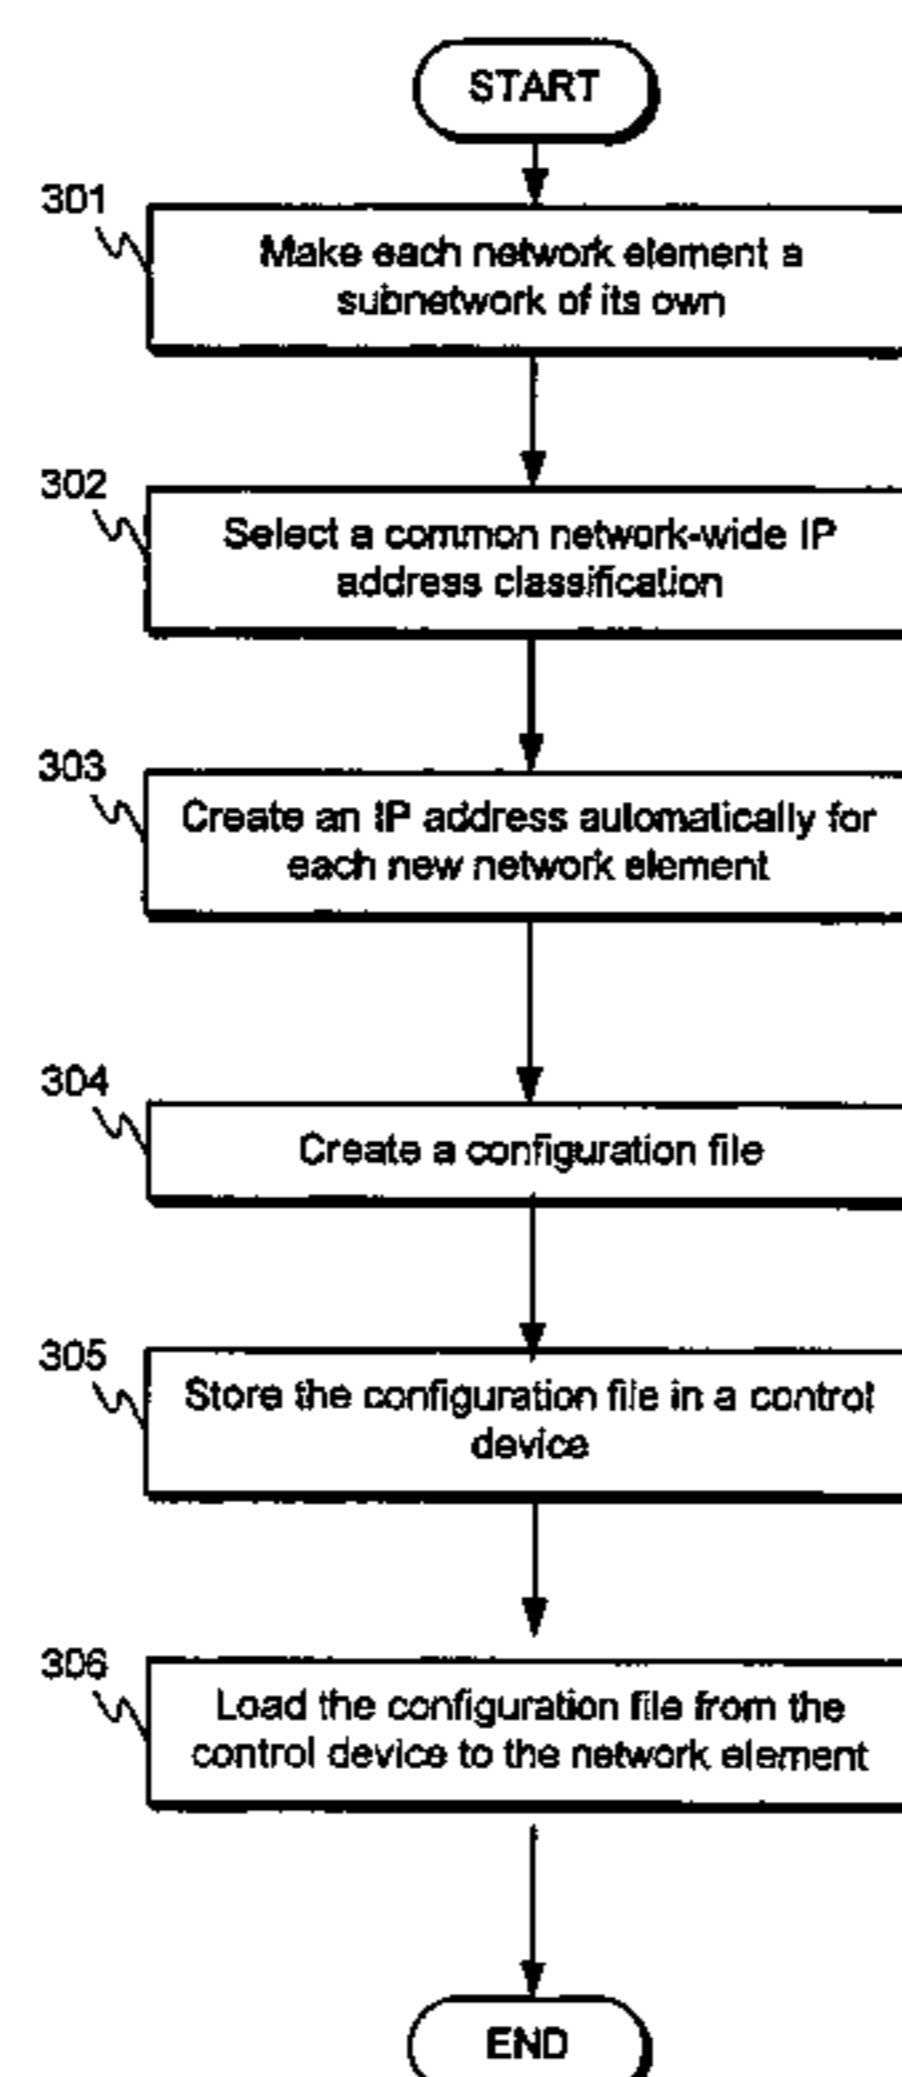 START
301
Make each network element a
subnetwork of its own
302
Select a common network-wide IP
address classification
303
Create an IP address automatically for
each new network element
304
Create a configuration file
305
Store the configuration file in a control
device
306
Load the configuration file from the
control device to the network element
END